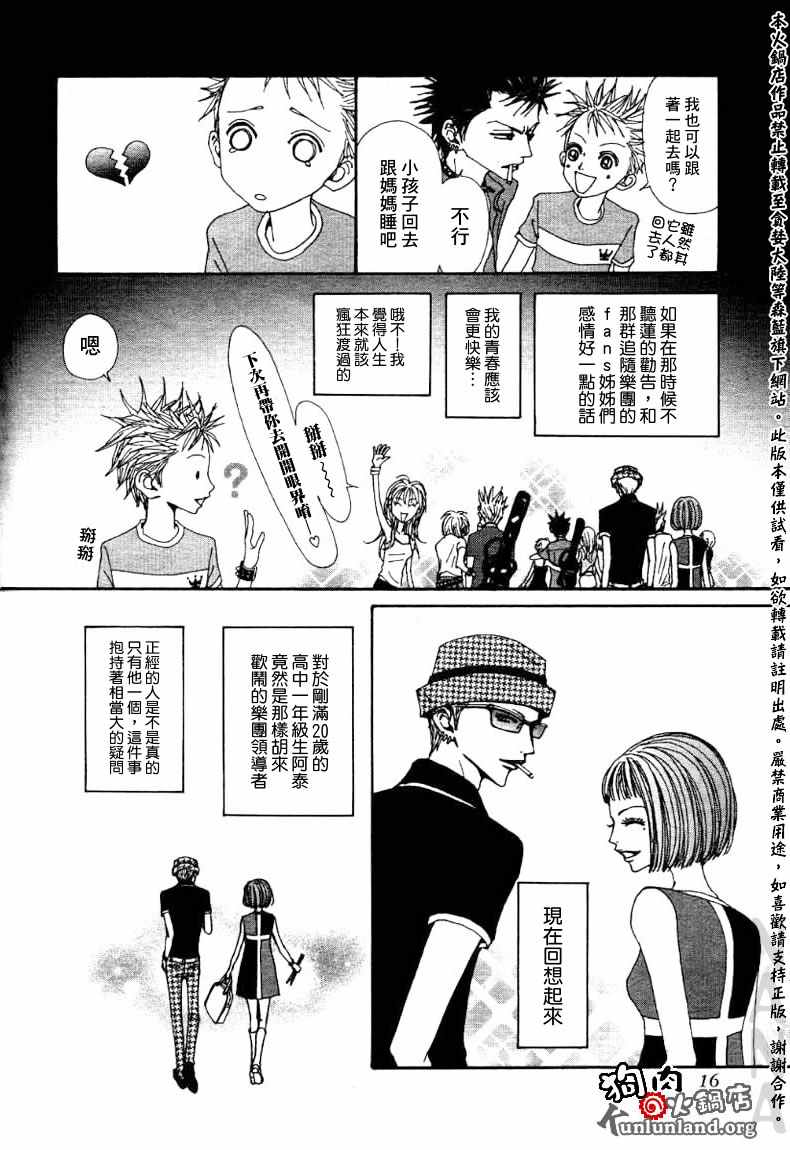 我也可以跟
著一起去嗎？
雖然其
它人都
回去了
不行
小孩子回去
跟媽媽睡吧
如果在那時候不
聽蓮的勸告，和
那群追隨樂團的
fans姊姊們
感情好一點的話
我的青春應該
會更快樂…
哦不！我
覺得人生
本來就該
瘋狂渡過的
掰掰～
下次再帶你去開開眼界唷～♡
嗯
？
掰掰
現在回想起來
對於剛滿20歲的
高中一年級生阿泰
竟然是那樣胡來
歡鬧的樂團領導者
正經的人是不是真的
只有他一個，這件事
抱持著相當大的疑問
16
狗肉
火鍋店
Kunlunland.org
本火鍋店作品禁止轉載至貪婪大陸等森藍旗下網站。此版本僅供試看，如欲轉載請註明出處。嚴禁商業用途，如喜歡請支持正版，謝謝合作。